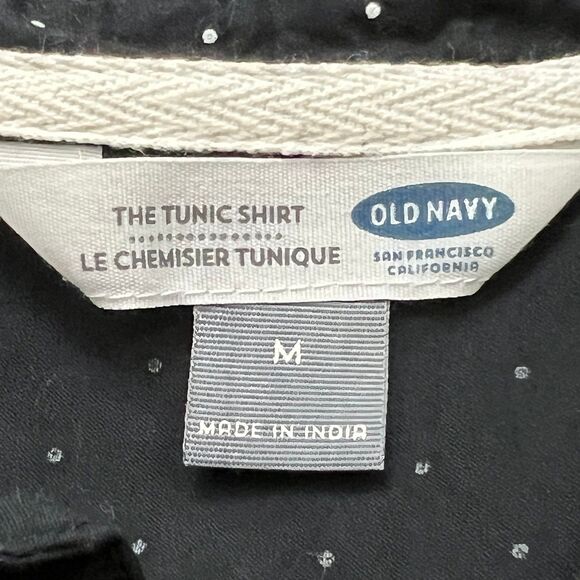 THE TUNIC SHIRT
LE CHEMISIER TUNIQUE
OLD NAVY
SAN FRANCISCO
CALIFORNIA
M
MADE IN INDIA